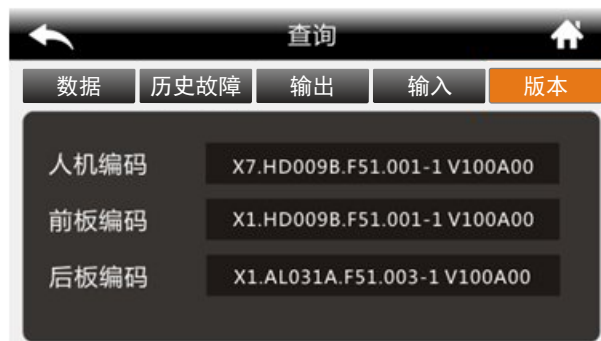 查询
数据 历史故障 输出 输入 版本
人机编码 X7.HD009B.F51.001-1 V100A00
前板编码 X1.HD009B.F51.001-1 V100A00
后板编码 X1.AL031A.F51.003-1 V100A00